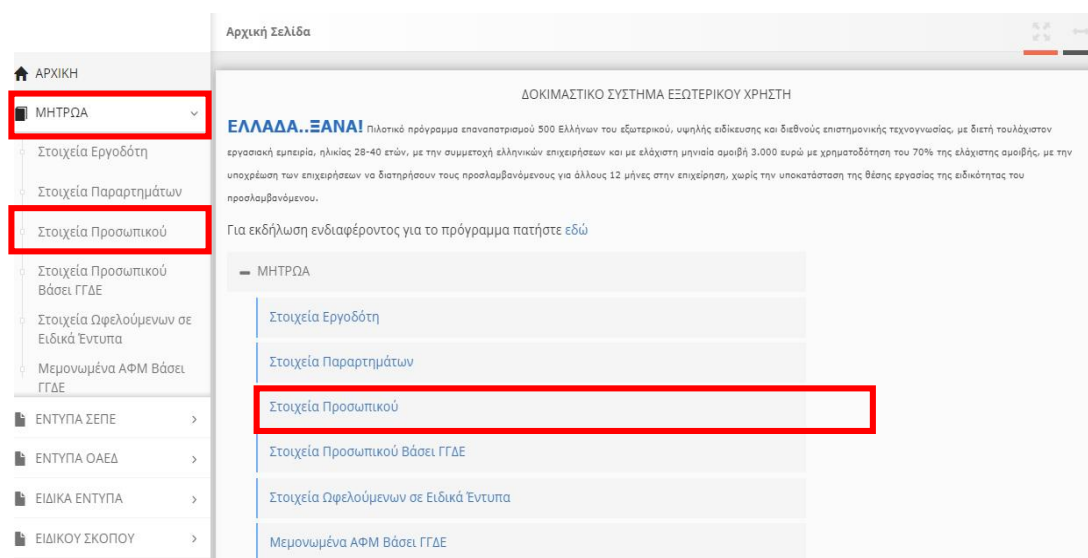 Αρχική Σελίδα
ΑΡΧΙΚΗ
ΜΗΤΡΩΑ
Στοιχεία Εργοδότη
Στοιχεία Παραρτημάτων
Στοιχεία Προσωπικού
Στοιχεία Προσωπικού
Βάσει ΓΓΔΕ
Στοιχεία Ωφελούμενων σε
Ειδικά Έντυπα
Μεμονωμένα ΑΦΜ Βάσει
ΓΓΔΕ
ΕΝΤΥΠΑ ΣΕΠΕ
ΕΝΤΥΠΑ ΟΑΕΔ
ΕΙΔΙΚΑ ΕΝΤΥΠΑ
ΕΙΔΙΚΟΥ ΣΚΟΠΟΥ
ΔΟΚΙΜΑΣΤΙΚΟ ΣΥΣΤΗΜΑ ΕΞΩΤΕΡΙΚΟΥ ΧΡΗΣΤΗ
ΕΛΛΑΔΑ..ΞΑΝΑ! Πιλοτικό πρόγραμμα επαναπατρισμού 500 Ελλήνων του εξωτερικού, υψηλής ειδίκευσης και διεθνούς επιστημονικής τεχνογνωσίας, με διετή τουλάχιστον
εργασιακή εμπειρία, ηλικίας 28-40 ετών, με την συμμετοχή ελληνικών επιχειρήσεων και με ελάχιστη μηνιαία αμοιβή 3.000 ευρώ με χρηματοδότηση του 70% της ελάχιστης αμοιβής, με την
υποχρέωση των επιχειρήσεων να διατηρήσουν τους προσλαμβανόμενους για άλλους 12 μήνες στην επιχείρηση, χωρίς την υποκατάσταση της θέσης εργασίας της ειδικότητας του
προσλαμβανόμενου.
Για εκδήλωση ενδιαφέροντος για το πρόγραμμα πατήστε εδώ
ΜΗΤΡΩΑ
Στοιχεία Εργοδότη
Στοιχεία Παραρτημάτων
Στοιχεία Προσωπικού
Στοιχεία Προσωπικού Βάσει ΓΓΔΕ
Στοιχεία Ωφελούμενων σε Ειδικά Έντυπα
Μεμονωμένα ΑΦΜ Βάσει ΓΓΔΕ